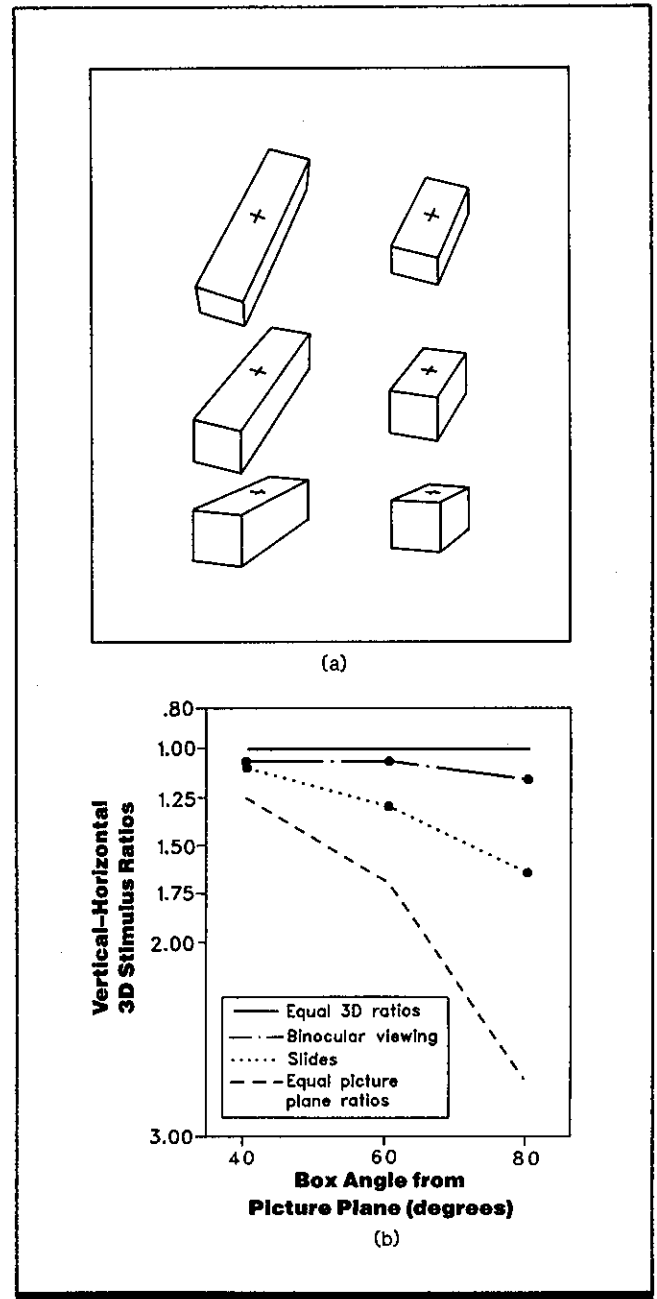 (a)
.80
1.00
1.25
1.50
1.75
2.00
3.00
Vertical-Horizontal
3D Stimulus Ratios
Equal 3D ratios
Binocular viewing
Slides
Equal picture
plane ratios
40 60 80
Box Angle from
Picture Plane (degrees)
(b)